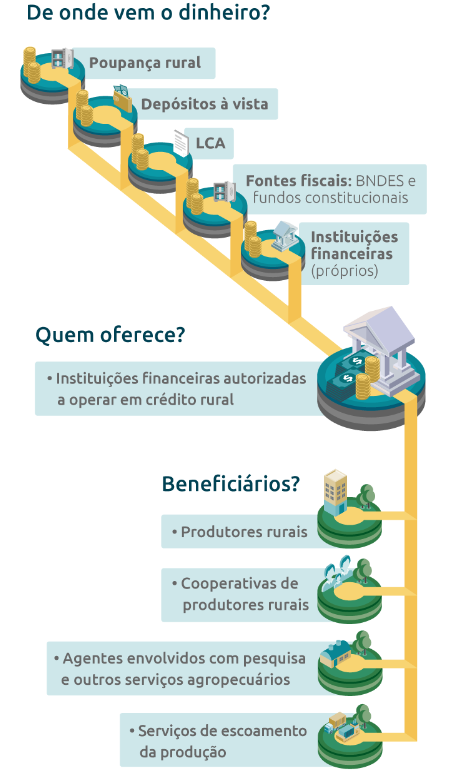 De onde vem o dinheiro?
Poupança rural
Depósitos à vista
LCA
Fontes fiscais: BNDES e
fundos constitucionais
Instituições
financeiras
(próprios)
Quem oferece?
• Instituições financeiras autorizadas
a operar em crédito rural
Beneficiários?
• Produtores rurais
• Cooperativas de
produtores rurais
• Agentes envolvidos com pesquisa
e outros serviços agropecuários
• Serviços de escoamento
da produção